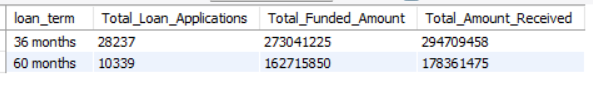 loan_term Total_Loan_Applications Total_Funded_Amount Total_Amount_Received
36 months 28237 273041225 294709458
60 months 10339 162715850 178361475